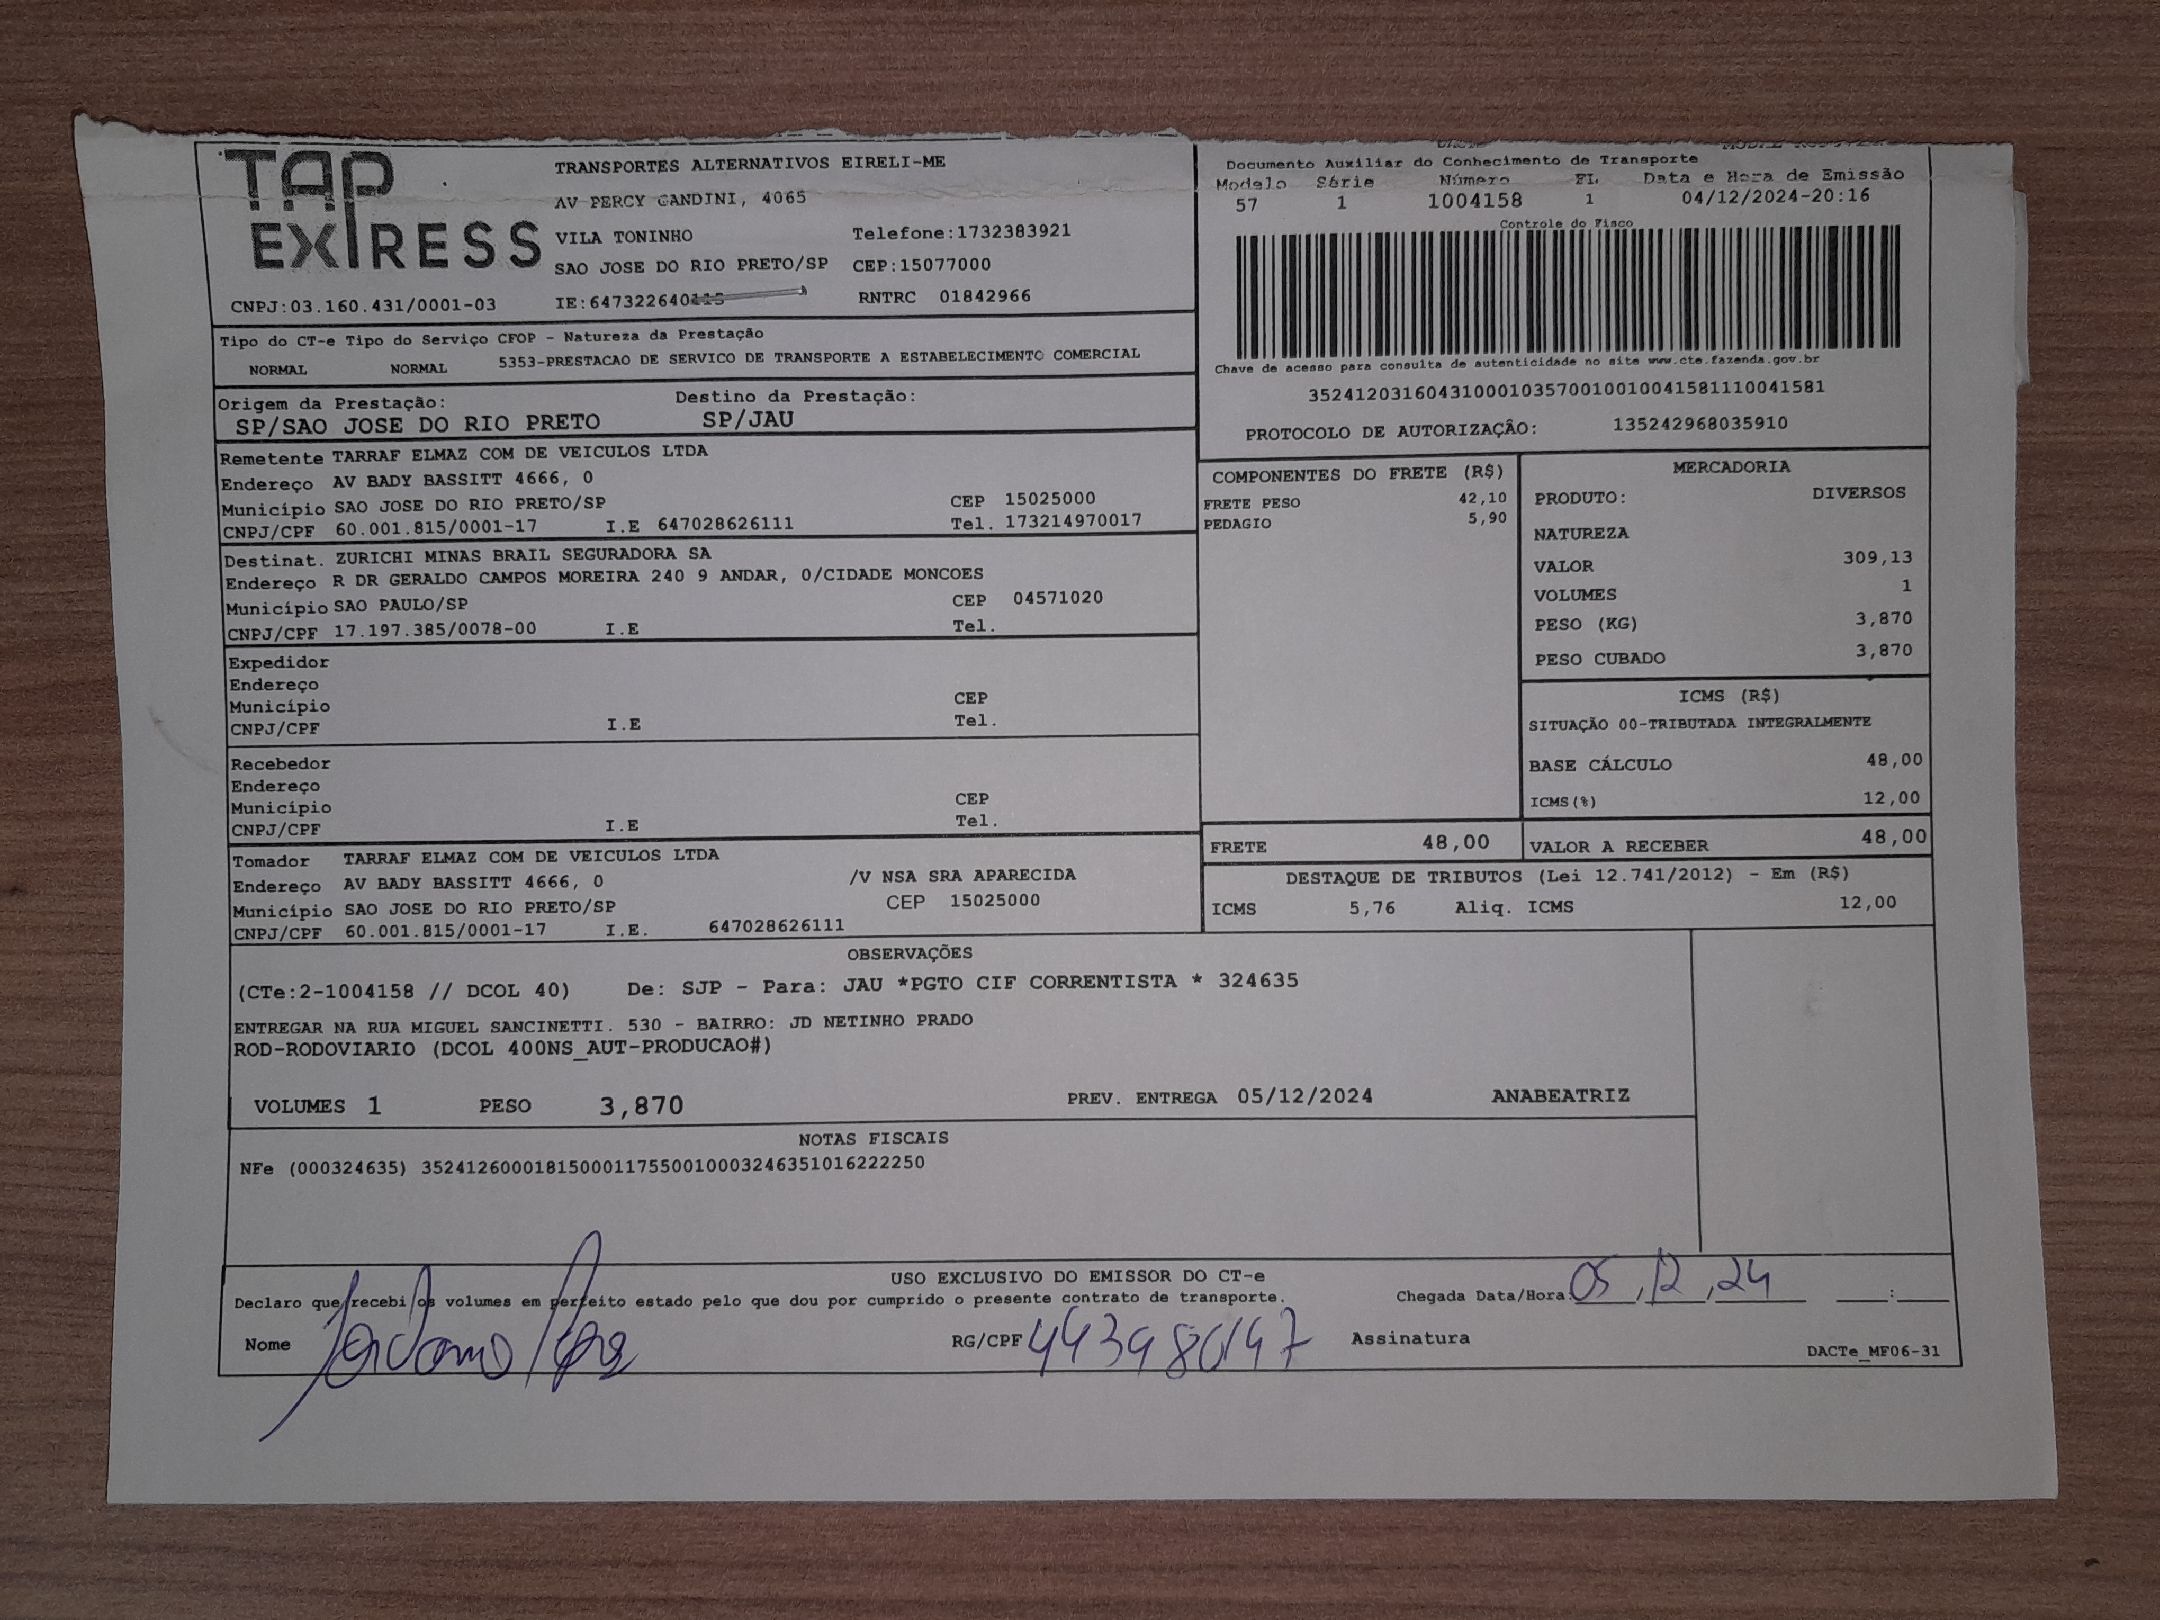 TAP
EXPRESS
TRANSPORTES ALTERNATIVOS EIRELI-ME
AV PERCY GANDINI, 4065
VILA TONINHO Telefone:1732383921
SAO JOSE DO RIO PRETO/SP CEP:15077000
CNPJ:03.160.431/0001-03 IE:647322640115 RNTRC 01842966
Documento Auxiliar do Conhecimento de Transporte
Modelo Série Número FL Data e Hora de Emissão
57 1 1004158 1 04/12/2024-20:16
Controle do Fisco
Chave de acesso para consulta de autenticidade no site www.cte.fazenda.gov.br
35241203160431000103570010010041581110041581
PROTOCOLO DE AUTORIZAÇÃO: 135242968035910
Tipo do CT-e Tipo do Serviço CFOP - Natureza da Prestação
NORMAL NORMAL 5353-PRESTACAO DE SERVICO DE TRANSPORTE A ESTABELECIMENTO COMERCIAL
Origem da Prestação: Destino da Prestação:
SP/SAO JOSE DO RIO PRETO SP/JAU
Remetente TARRAF ELMAZ COM DE VEICULOS LTDA
Endereço AV BADY BASSITT 4666, 0
Município SAO JOSE DO RIO PRETO/SP CEP 15025000
CNPJ/CPF 60.001.815/0001-17 I.E 647028626111 Tel. 173214970017
Destinat. ZURICHI MINAS BRAIL SEGURADORA SA
Endereço R DR GERALDO CAMPOS MOREIRA 240 9 ANDAR, 0/CIDADE MONCOES
Município SAO PAULO/SP CEP 04571020
CNPJ/CPF 17.197.385/0078-00 I.E Tel.
Expedidor
Endereço
Município CEP
CNPJ/CPF I.E Tel.
Recebedor
Endereço
Município CEP
CNPJ/CPF I.E Tel.
Tomador TARRAF ELMAZ COM DE VEICULOS LTDA
Endereço AV BADY BASSITT 4666, 0 /V NSA SRA APARECIDA
Município SAO JOSE DO RIO PRETO/SP CEP 15025000
CNPJ/CPF 60.001.815/0001-17 I.E. 647028626111
COMPONENTES DO FRETE (R$)
FRETE PESO 42,10
PEDAGIO 5,90
MERCADORIA
PRODUTO: DIVERSOS
NATUREZA
VALOR 309,13
VOLUMES 1
PESO (KG) 3,870
PESO CUBADO 3,870
ICMS (R$)
SITUAÇÃO 00-TRIBUTADA INTEGRALMENTE
BASE CÁLCULO 48,00
ICMS(%) 12,00
FRETE 48,00 VALOR A RECEBER 48,00
DESTAQUE DE TRIBUTOS (Lei 12.741/2012) - Em (R$)
ICMS 5,76 Aliq. ICMS 12,00
OBSERVAÇÕES
(CTe:2-1004158 // DCOL 40) De: SJP - Para: JAU *PGTO CIF CORRENTISTA * 324635
ENTREGAR NA RUA MIGUEL SANCINETTI. 530 - BAIRRO: JD NETINHO PRADO
ROD-RODOVIARIO (DCOL 400NS_AUT-PRODUCAO#)
VOLUMES 1 PESO 3,870 PREV. ENTREGA 05/12/2024 ANABEATRIZ
NOTAS FISCAIS
NFe (000324635) 35241260001815000117550010003246351016222250
USO EXCLUSIVO DO EMISSOR DO CT-e
Declaro que recebi os volumes em perfeito estado pelo que dou por cumprido o presente contrato de transporte. Chegada Data/Hora: 05,12,24 :
Nome RG/CPF Assinatura
DACTe_MF06-31